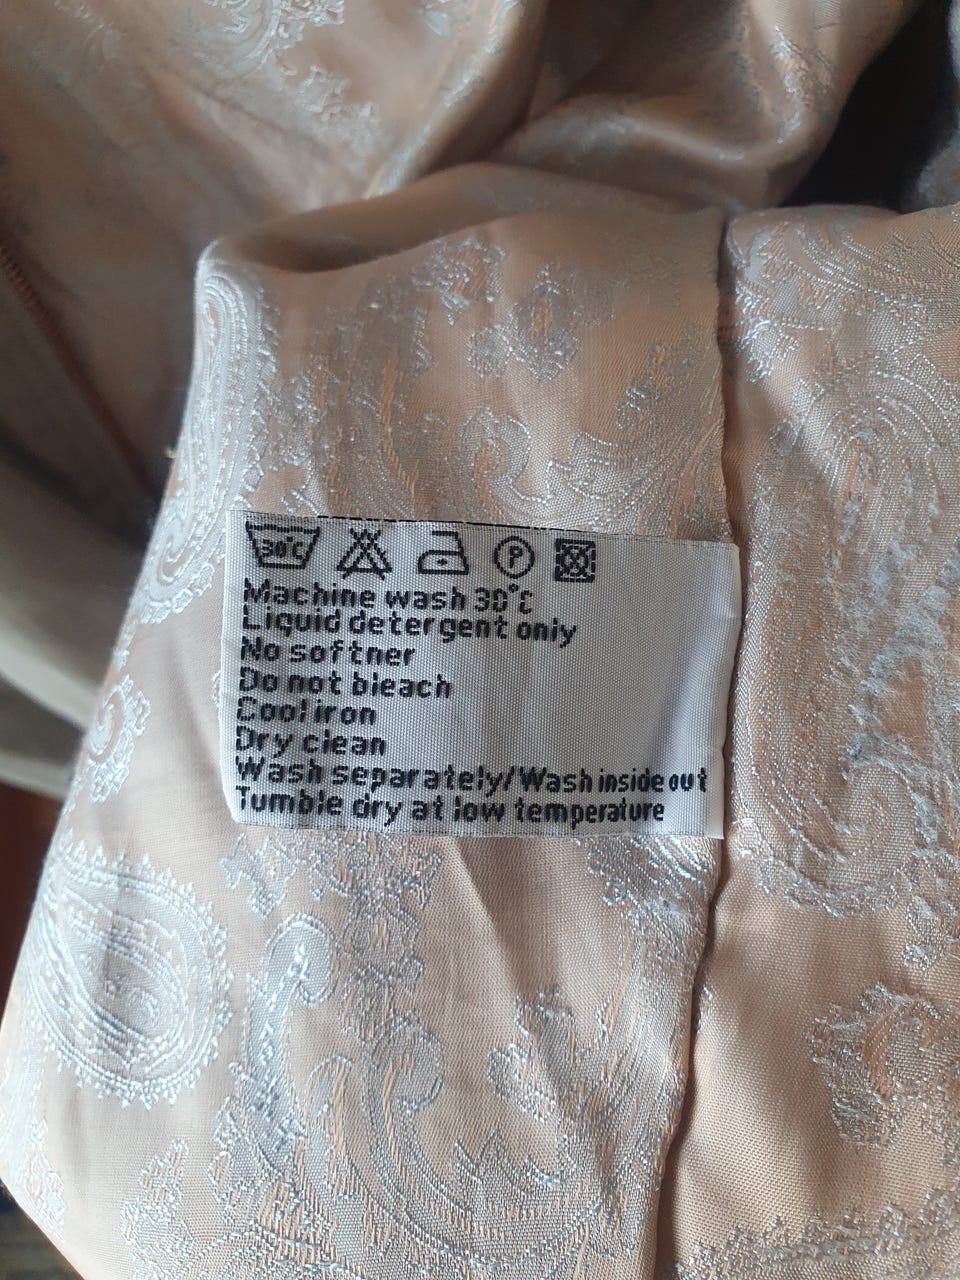 30°C P
Machine wash 30°C
Liquid detergent only
No softner
Do not bleach
Cool iron
Dry clean
Wash separately/Wash inside out
Tumble dry at low temperature